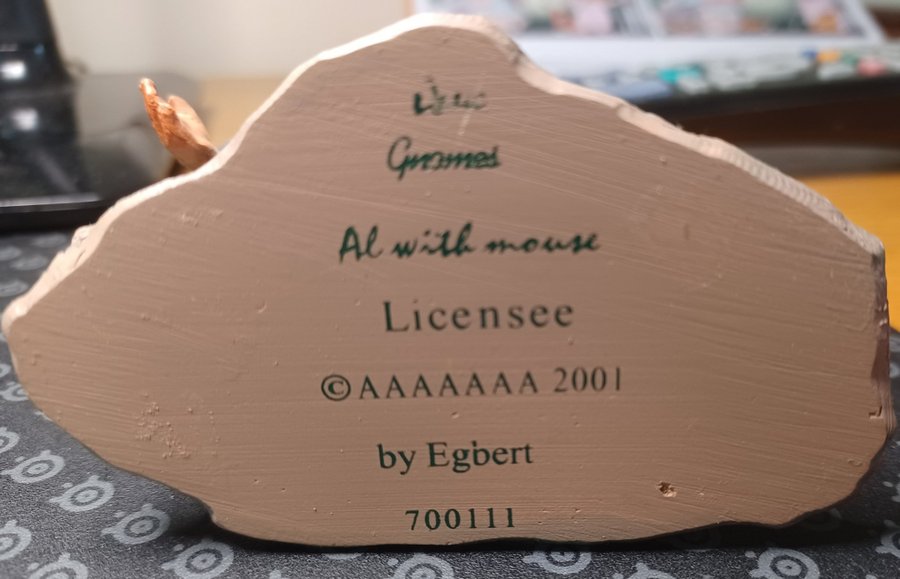 Gnomes
Al with mouse
Licensee
©AAAAAAA 2001
by Egbert
700111